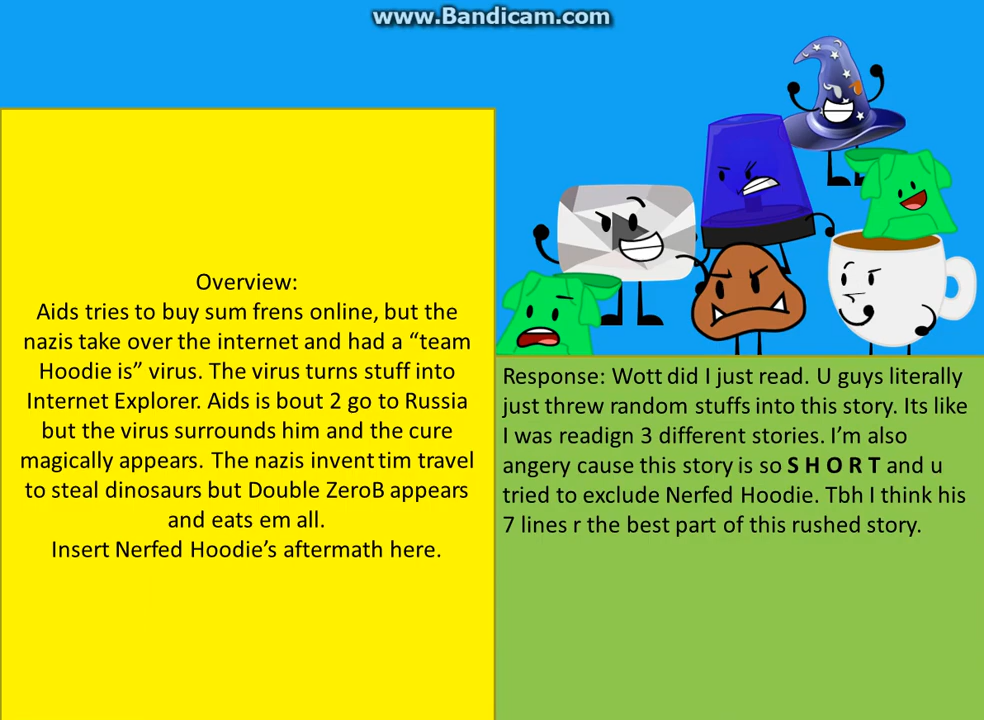 www.Bandicam.com
Overview:
Aids tries to buy sum frens online, but the
nazis take over the internet and had a “team
Hoodie is” virus. The virus turns stuff into
Internet Explorer. Aids is bout 2 go to Russia
but the virus surrounds him and the cure
magically appears. The nazis invent tim travel
to steal dinosaurs but Double ZeroB appears
and eats em all.
Insert Nerfed Hoodie’s aftermath here.
Response: Wott did I just read. U guys literally
just threw random stuffs into this story. Its like
I was readign 3 different stories. I’m also
angery cause this story is so S H O R T and u
tried to exclude Nerfed Hoodie. Tbh I think his
7 lines r the best part of this rushed story.